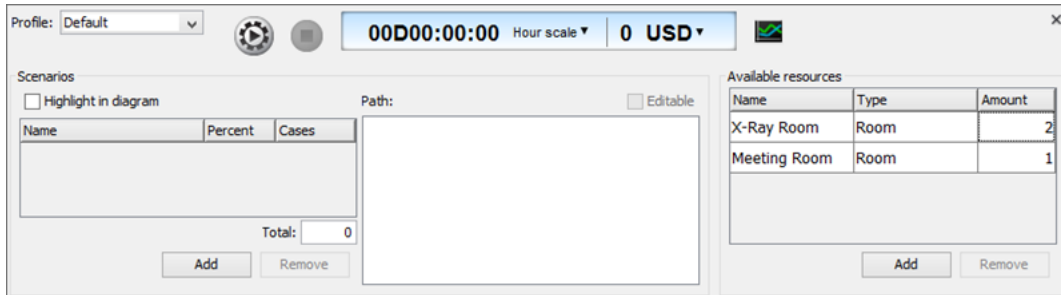 Profile: Default
00D00:00:00 Hour scale 0 USD
Scenarios
Highlight in diagram
Name Percent Cases
Total: 0
Add Remove
Path: Editable
Available resources
Name Type Amount
X-Ray Room Room 2
Meeting Room Room 1
Add Remove